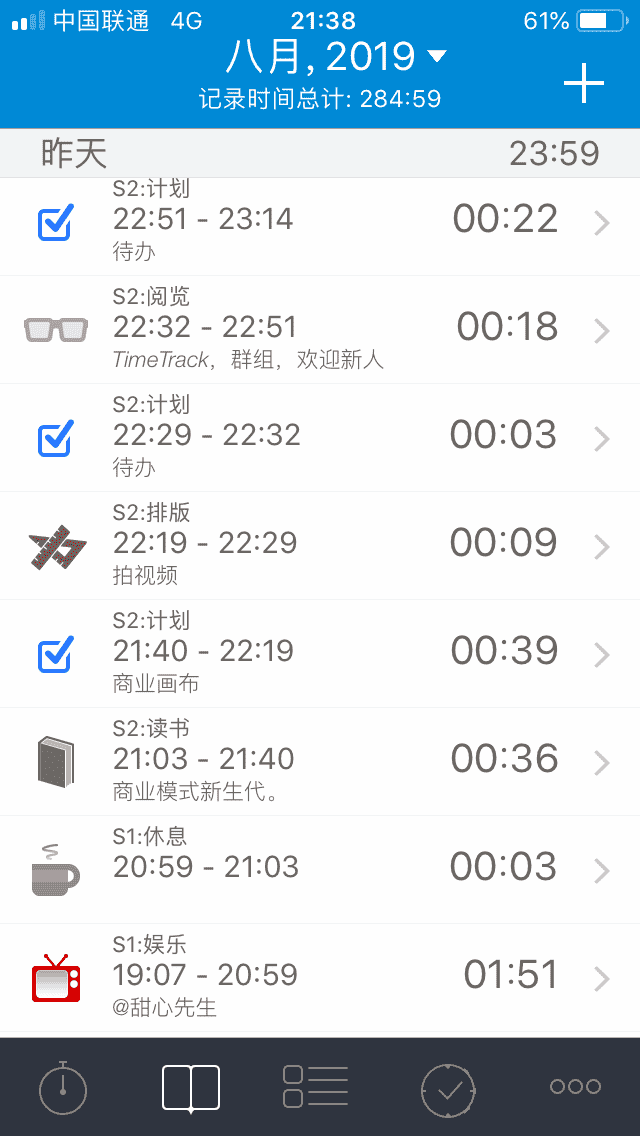 中国联通 4G 21:38 61%
八月, 2019
记录时间总计: 284:59
昨天 23:59
S2:计划
22:51 - 23:14 00:22
待办
S2:阅览
22:32 - 22:51 00:18
TimeTrack，群组，欢迎新人
S2:计划
22:29 - 22:32 00:03
待办
S2:排版
22:19 - 22:29 00:09
拍视频
S2:计划
21:40 - 22:19 00:39
商业画布
S2:读书
21:03 - 21:40 00:36
商业模式新生代。
S1:休息
20:59 - 21:03 00:03
S1:娱乐
19:07 - 20:59 01:51
@甜心先生